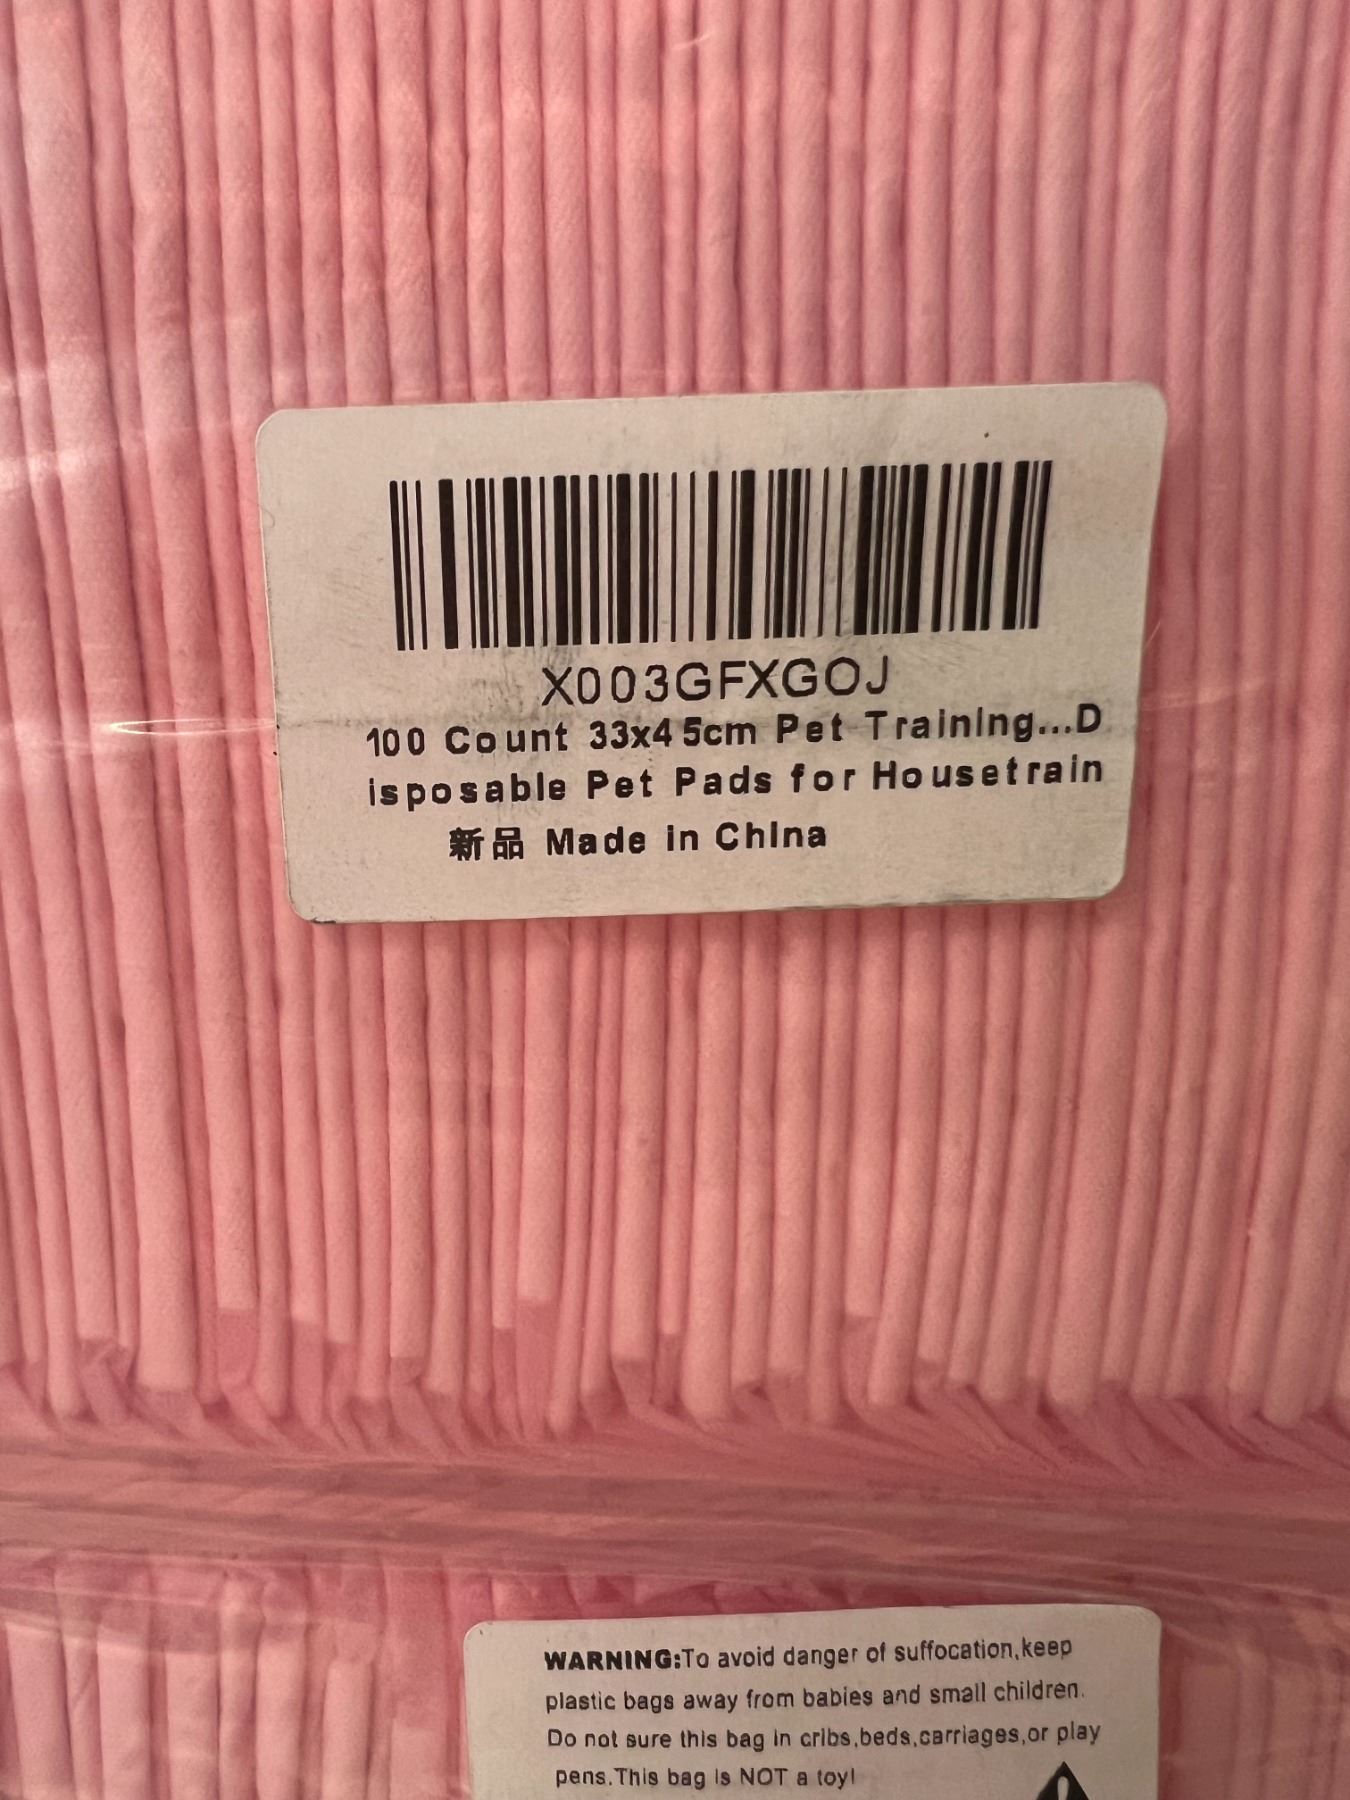 X003GFXGOJ
100 Count 33x45cm Pet Training...D
isposable Pet Pads for Housetrain
新品 Made in China
WARNING:To avoid danger of suffocation,keep
plastic bags away from babies and small children.
Do not sure this bag in cribs,beds,carriages,or play
pens.This bag is NOT a toy!